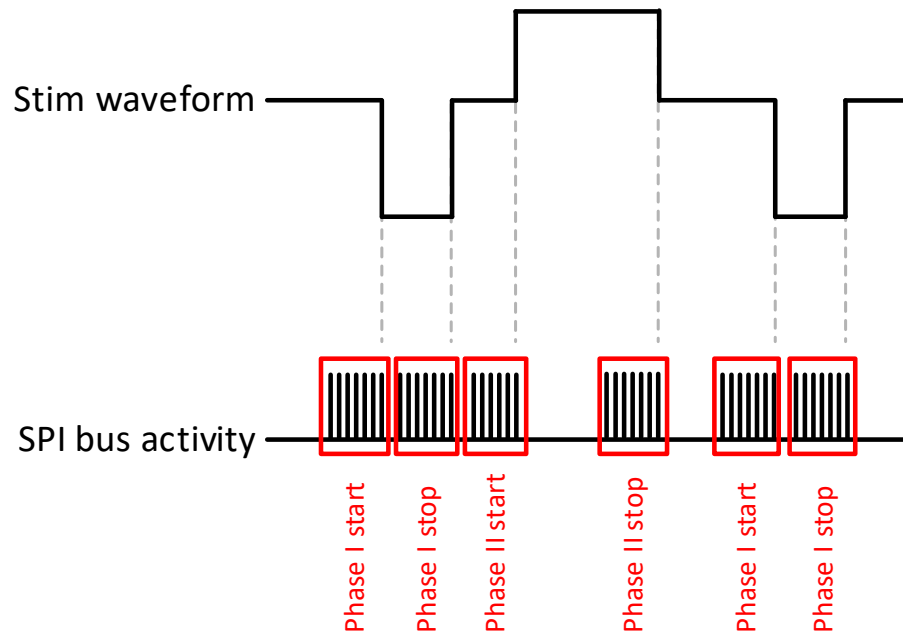 Stim waveform
SPI bus activity
Phase I start
Phase I stop
Phase II start
Phase II stop
Phase I start
Phase I stop